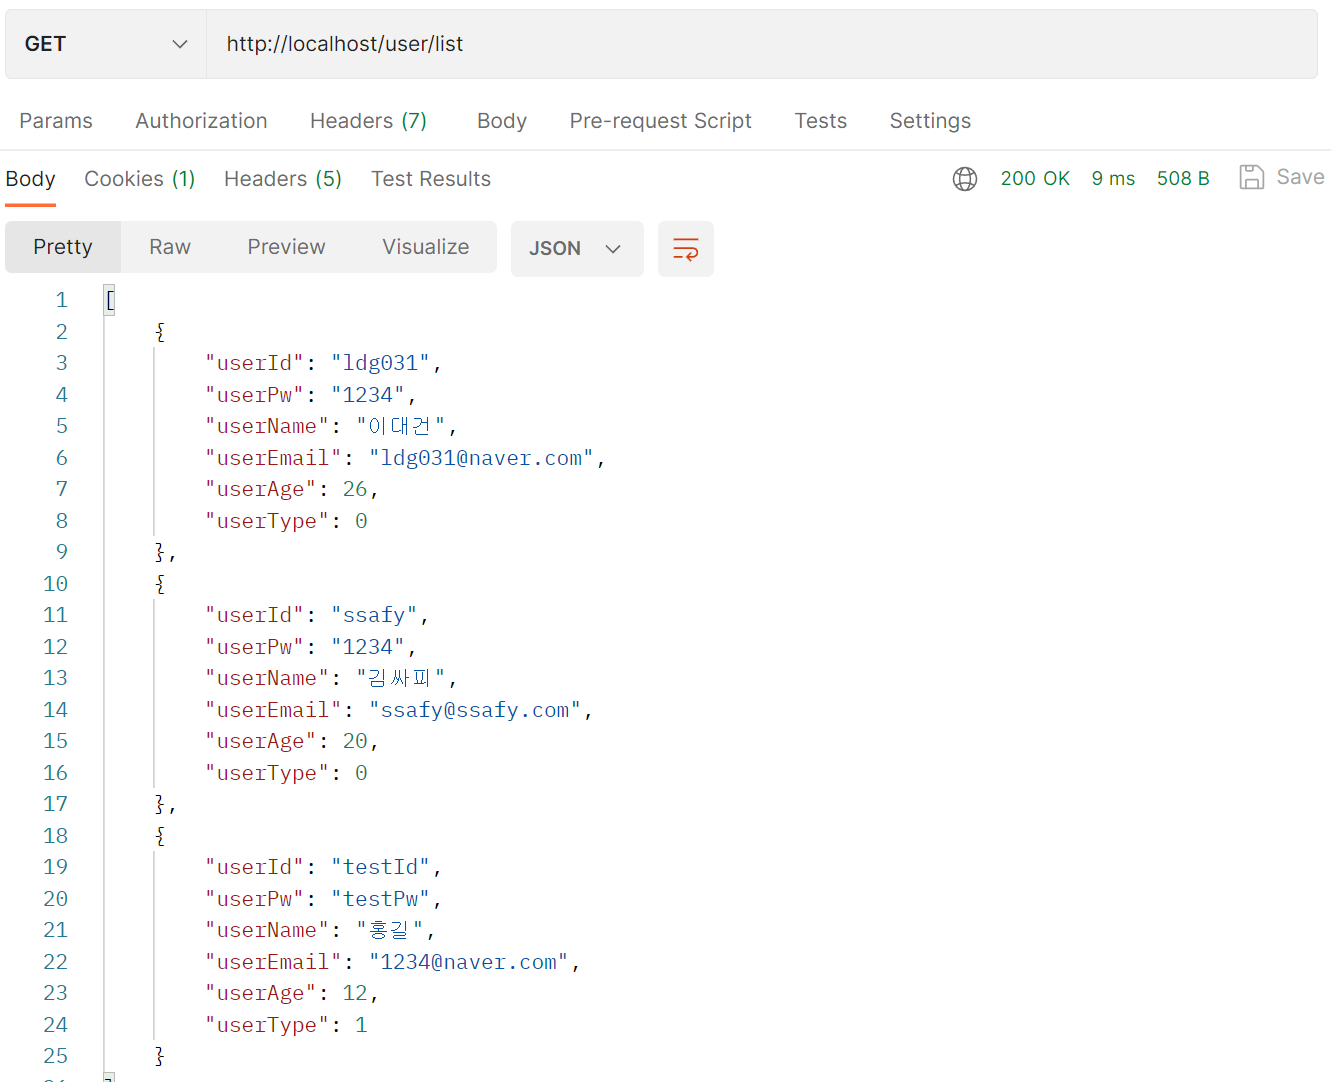 GET http://localhost/user/list
Params Authorization Headers (7) Body Pre-request Script Tests Settings
Body Cookies (1) Headers (5) Test Results 200 OK 9 ms 508 B Save
Pretty Raw Preview Visualize JSON
1 [
2 {
3 "userId": "ldg031",
4 "userPw": "1234",
5 "userName": "이대건",
6 "userEmail": "ldg031@naver.com",
7 "userAge": 26,
8 "userType": 0
9 },
10 {
11 "userId": "ssafy",
12 "userPw": "1234",
13 "userName": "김싸피",
14 "userEmail": "ssafy@ssafy.com",
15 "userAge": 20,
16 "userType": 0
17 },
18 {
19 "userId": "testId",
20 "userPw": "testPw",
21 "userName": "홍길",
22 "userEmail": "1234@naver.com",
23 "userAge": 12,
24 "userType": 1
25 }